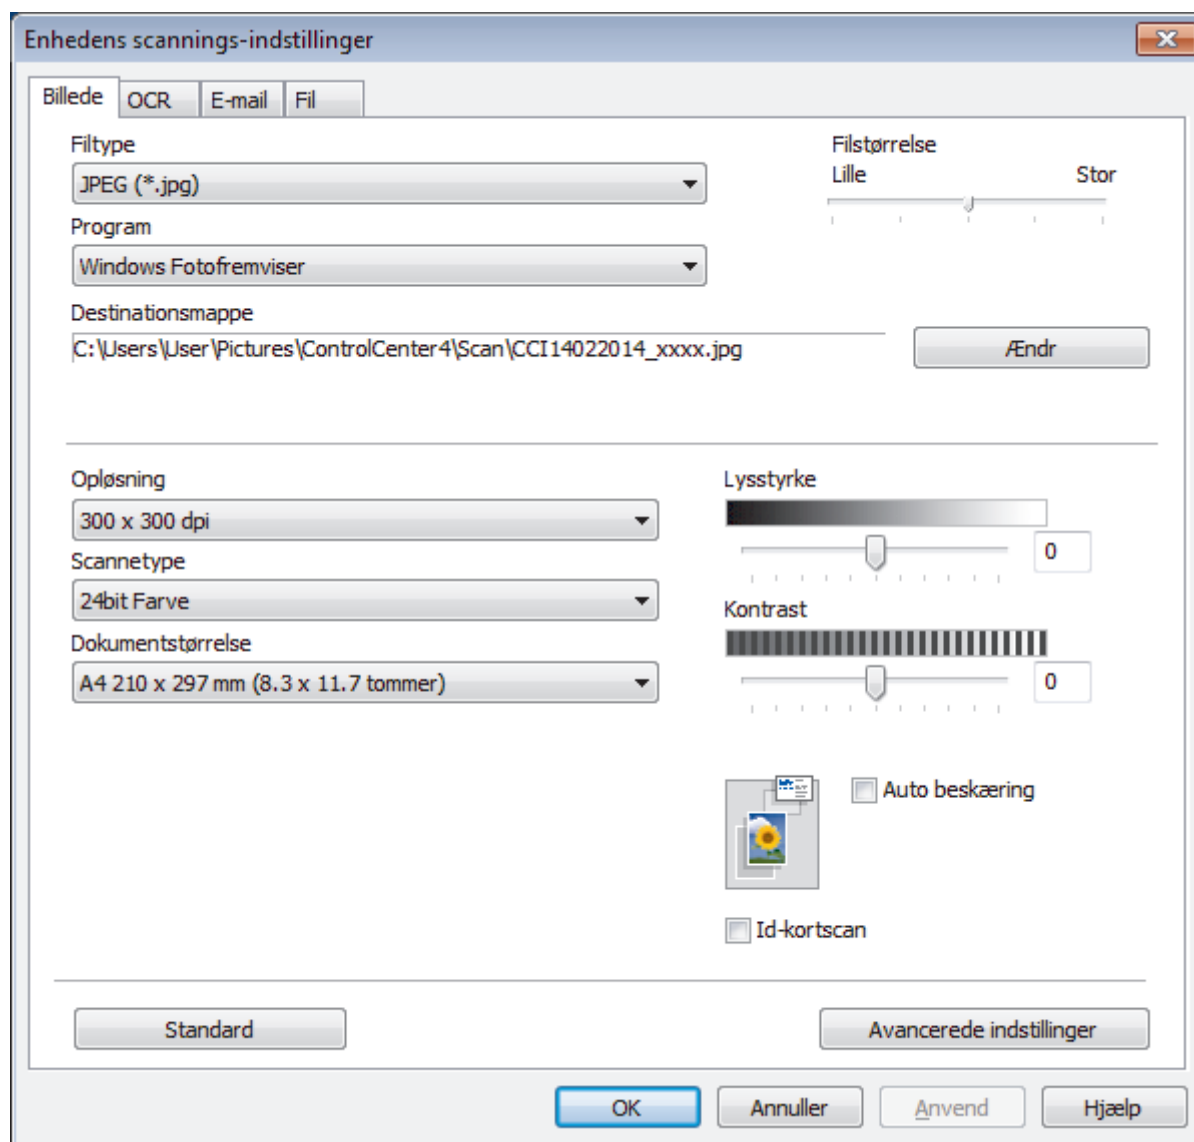 Enhedens scannings-indstillinger
Billede OCR E-mail Fil
Filtype
JPEG (*.jpg)
Filstørrelse
Lille Stor
Program
Windows Fotofremviser
Destinationsmappe
C:\Users\User\Pictures\ControlCenter4\Scan\CCI14022014_xxxx.jpg
Ændr
Opløsning
300 x 300 dpi
Scannetype
24bit Farve
Dokumentstørrelse
A4 210 x 297 mm (8.3 x 11.7 tommer)
Lysstyrke
0
Kontrast
0
Auto beskæring
Id-kortscan
Standard
Avancerede indstillinger
OK Annuller Anvend Hjælp